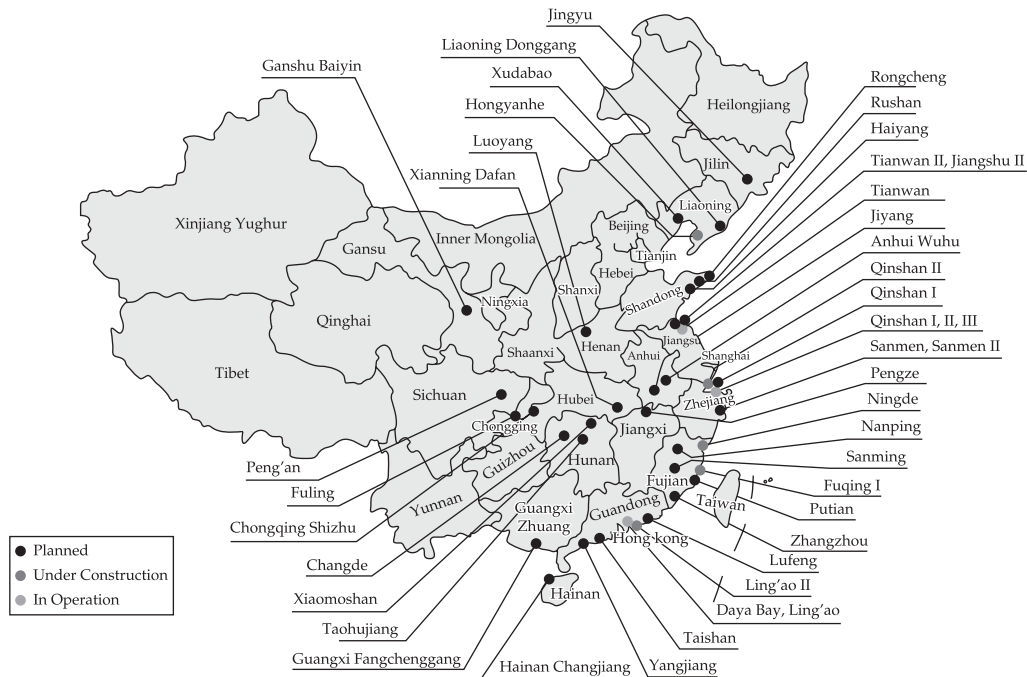 Jingyu
Liaoning Donggang
Ganshu Baiyin
Xudabao
Hongyanhe
Luoyang
Xianning Dafan
Rongcheng
Rushan
Haiyang
Tianwan II, Jiangshu II
Tianwan
Jiyang
Anhui Wuhu
Qinshan II
Qinshan I
Qinshan I, II, III
Sanmen, Sanmen II
Pengze
Ningde
Nanping
Sanming
Fuqing I
Putian
Zhangzhou
Lufeng
Ling'ao II
Daya Bay, Ling'ao
Taishan
Yangjiang
Hainan Changjiang
Guangxi Fangchenggang
Taohujiang
Xiaomoshan
Changde
Chongqing Shizhu
Fuling
Peng'an
Heilongjiang
Jilin
Liaoning
Xinjiang Yughur
Gansu
Inner Mongolia
Beijing
Tianjin
Hebei
Shanxi
Shandong
Ningxia
Qinghai
Shaanxi
Henan
Jiangsu
Anhui
Shanghai
Tibet
Sichuan
Hubei
Zhejiang
Chongging
Jiangxi
Guizhou
Hunan
Fujian
Yunnan
Guangxi
Zhuang
Guandong
Taiwan
Hong kong
Hainan
Planned
Under Construction
In Operation